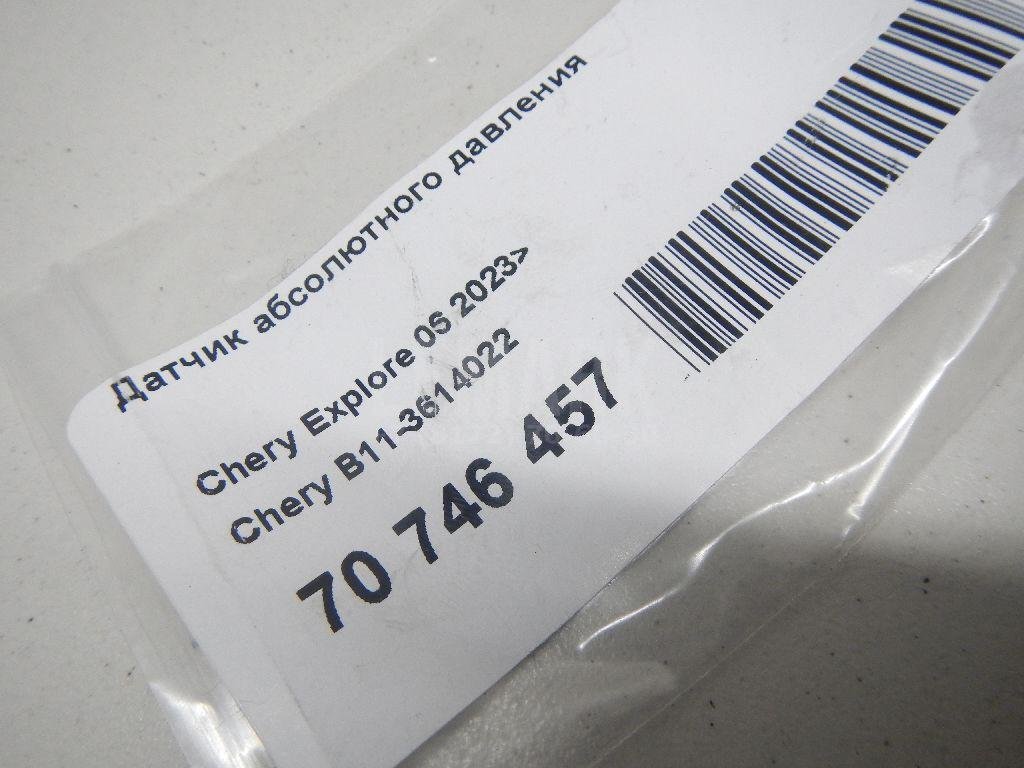 Датчик абсолютного давления
Chery Explore 06 2023>
Chery B11-3614022
70 746 457